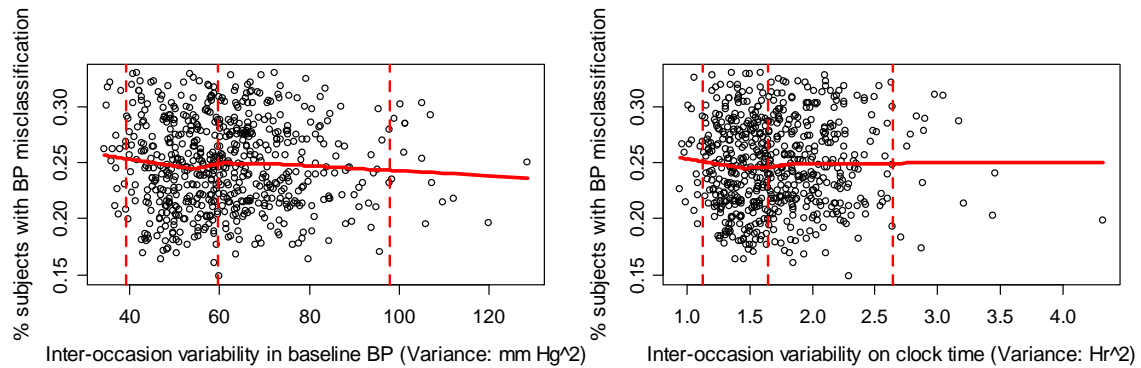 % subjects with BP misclassification
0.30
0.25
0.20
0.15
40 60 80 100 120
Inter-occasion variability in baseline BP (Variance: mm Hg^2)
% subjects with BP misclassification
0.30
0.25
0.20
0.15
1.0 1.5 2.0 2.5 3.0 3.5 4.0
Inter-occasion variability on clock time (Variance: Hr^2)